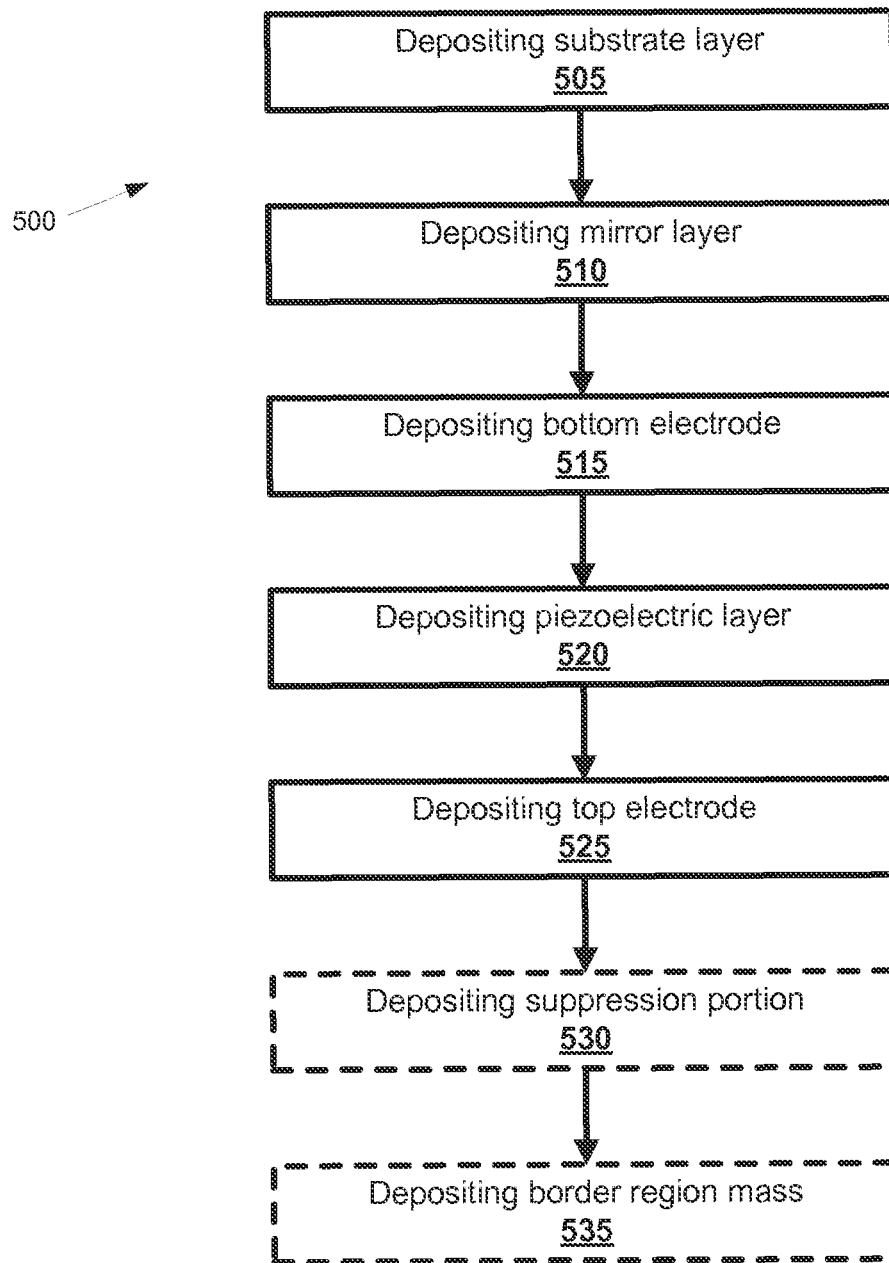 Depositing substrate layer
505
500
Depositing mirror layer
510
Depositing bottom electrode
515
Depositing piezoelectric layer
520
Depositing top electrode
525
Depositing suppression portion
530
Depositing border region mass
535